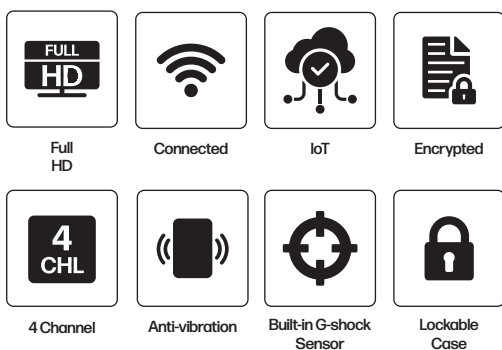 FULL
HD
Full
HD
Connected
IoT
Encrypted
4
CHL
4 Channel
Anti-vibration
Built-in G-shock
Sensor
Lockable
Case